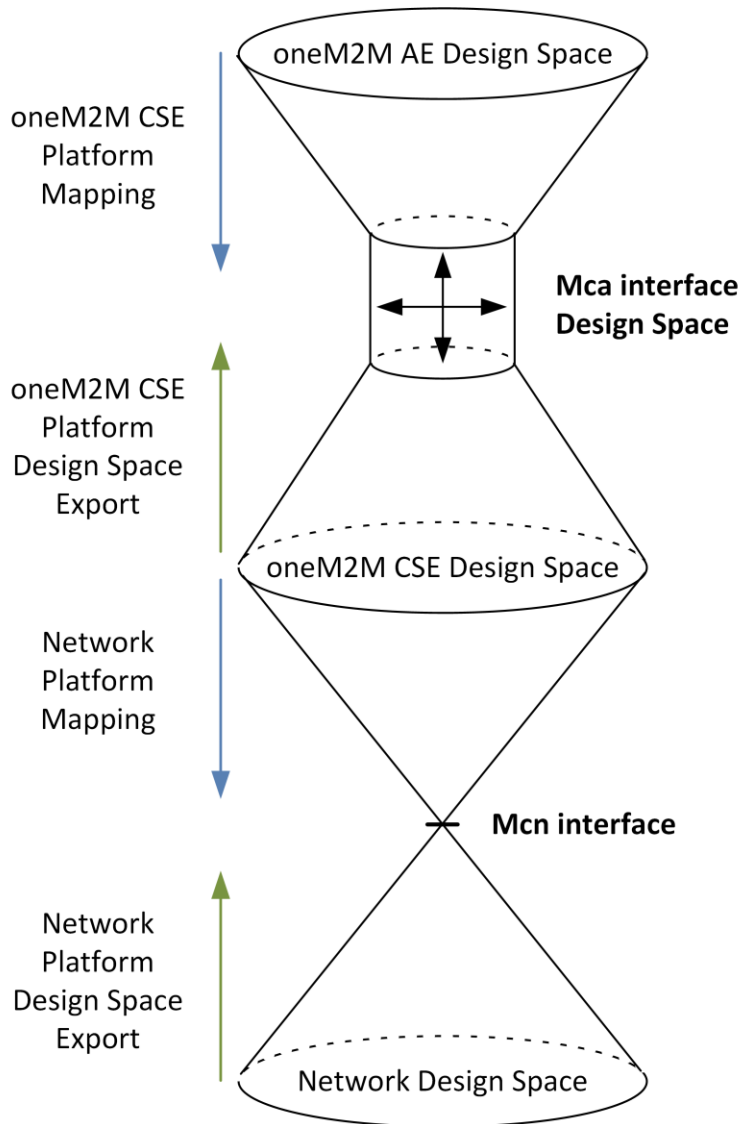 oneM2M AE Design Space
oneM2M CSE
Platform
Mapping
Mca interface
Design Space
oneM2M CSE
Platform
Design Space
Export
oneM2M CSE Design Space
Network
Platform
Mapping
Mcn interface
Network
Platform
Design Space
Export
Network Design Space